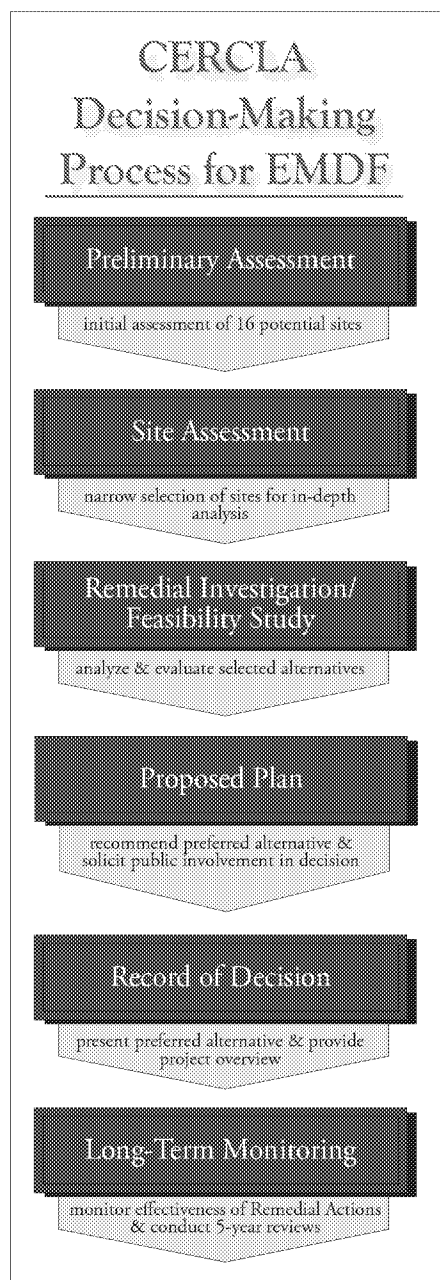 CERCLA
Decision-Making
Process for EMDF
Preliminary Assessment
initial assessment of 16 potential sites
Site Assessment
narrow selection of sites for in-depth
analysis
Remedial Investigation/
Feasibility Study
analyze & evaluate selected alternatives
Proposed Plan
recommend preferred alternative &
solicit public involvement in decision
Record of Decision
present preferred alternative & provide
project overview
Long-Term Monitoring
monitor effectiveness of Remedial Actions
& conduct 5-year reviews